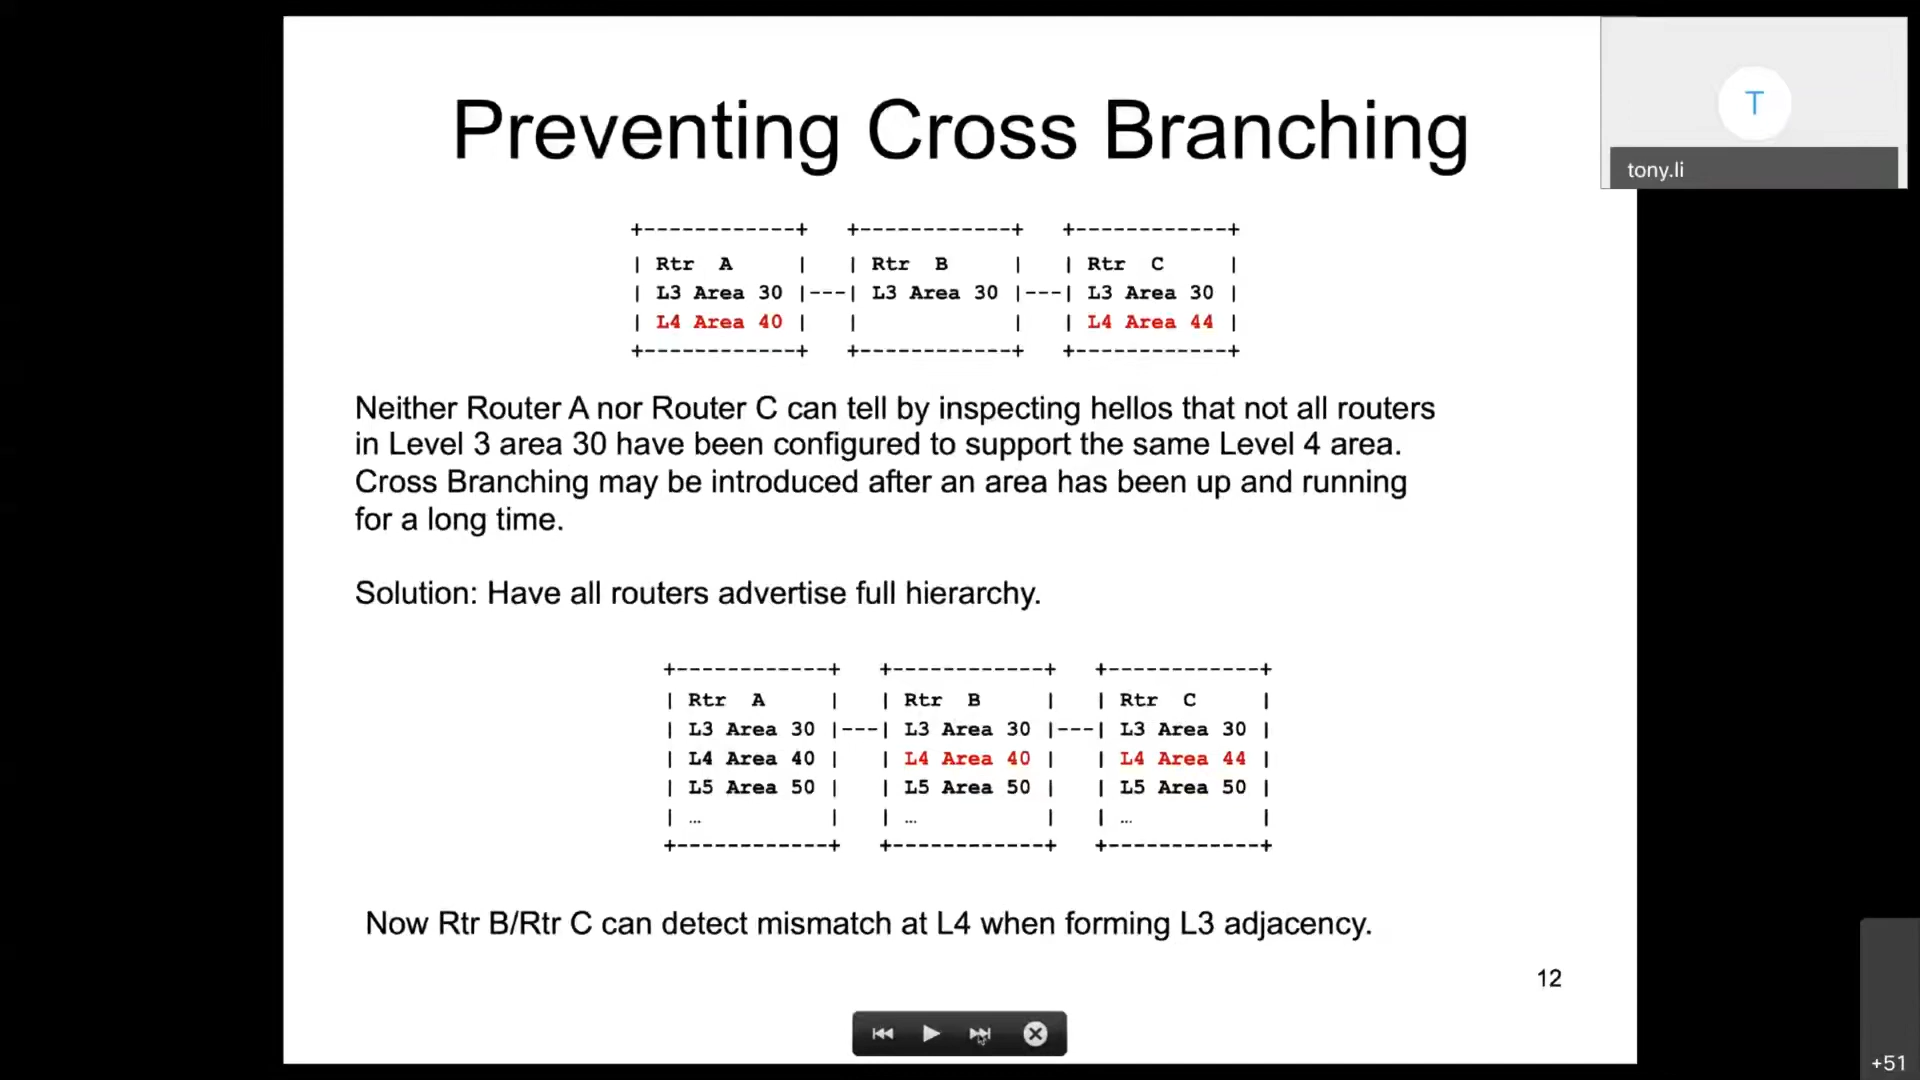 Preventing Cross Branching
T
tony.li
+------------+ +------------+ +------------+
| Rtr A | | Rtr B | | Rtr C |
| L3 Area 30 |---| L3 Area 30 |---| L3 Area 30 |
| L4 Area 40 | | | | L4 Area 44 |
+------------+ +------------+ +------------+
Neither Router A nor Router C can tell by inspecting hellos that not all routers
in Level 3 area 30 have been configured to support the same Level 4 area.
Cross Branching may be introduced after an area has been up and running
for a long time.
Solution: Have all routers advertise full hierarchy.
+------------+ +------------+ +------------+
| Rtr A | | Rtr B | | Rtr C |
| L3 Area 30 |---| L3 Area 30 |---| L3 Area 30 |
| L4 Area 40 | | L4 Area 40 | | L4 Area 44 |
| L5 Area 50 | | L5 Area 50 | | L5 Area 50 |
| … | | … | | … |
+------------+ +------------+ +------------+
Now Rtr B/Rtr C can detect mismatch at L4 when forming L3 adjacency.
12
+51